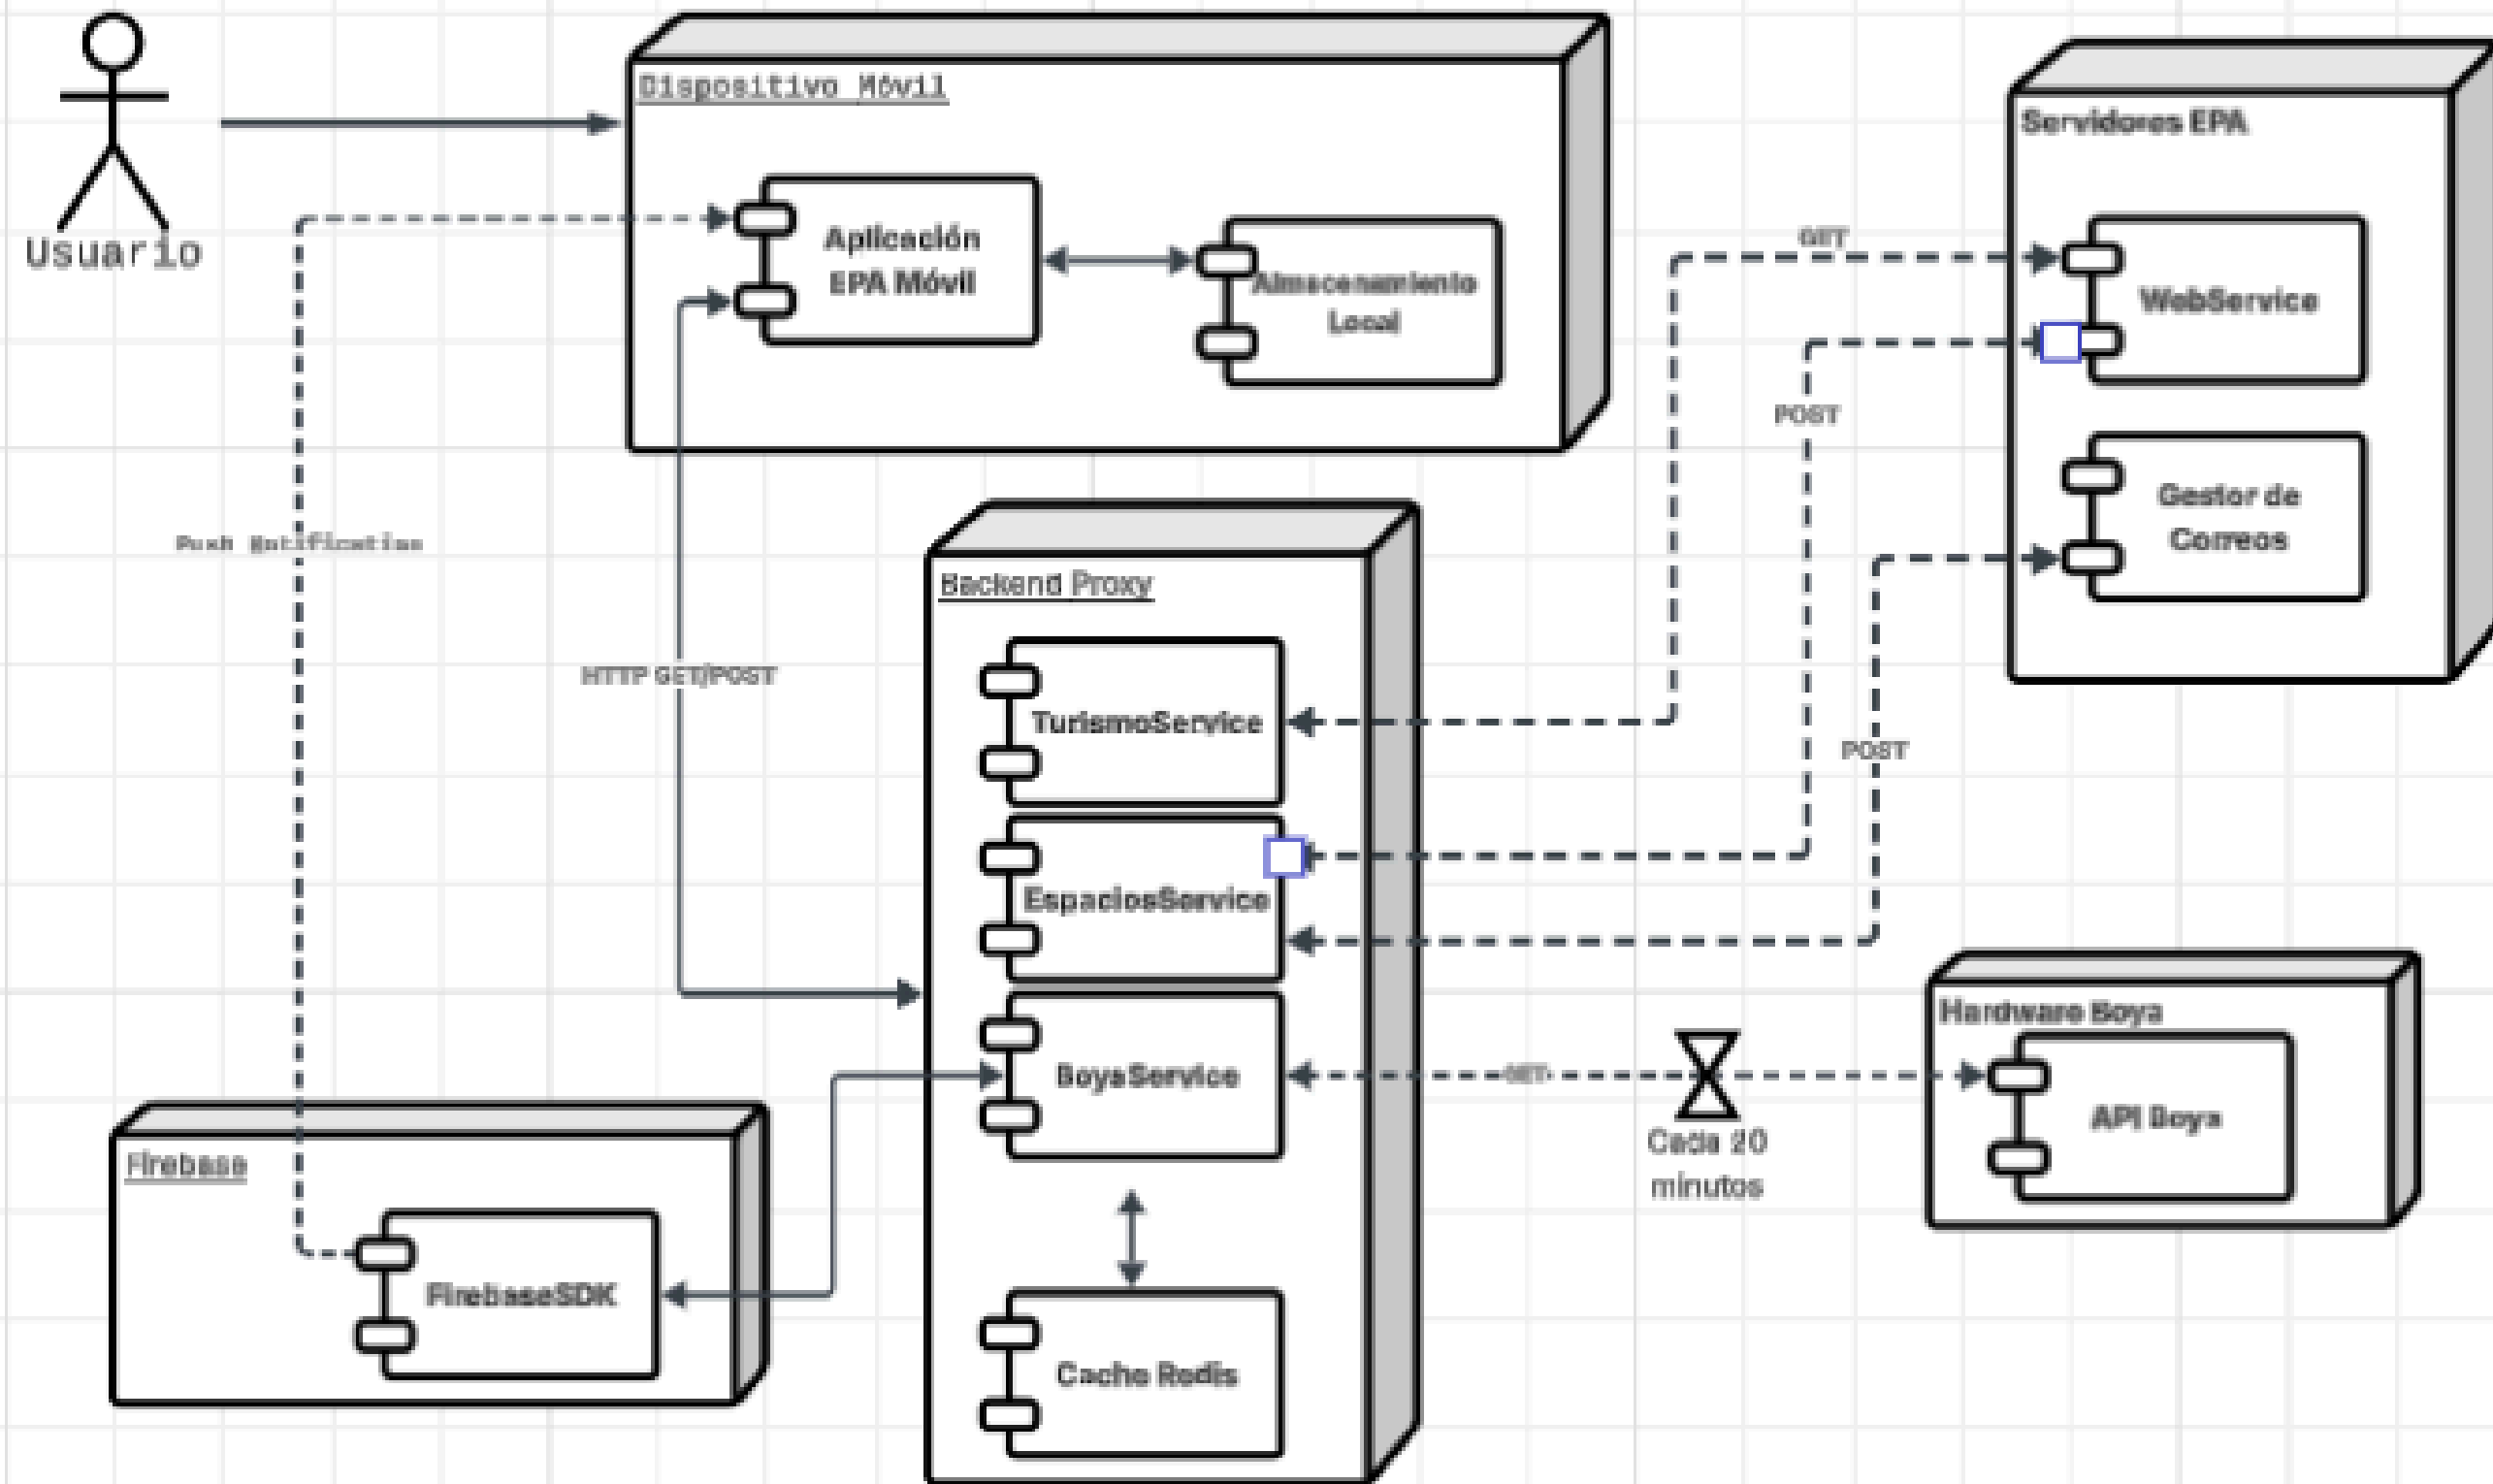 Usuario
Dispositivo Móvil
Aplicación
EPA Móvil
Almacenamiento
Local
Servidores EPA
GET
WebService
POST
Gestor de
Correos
Push Notification
HTTP GET/POST
Backend Proxy
TurismoService
POST
EspaciosService
BoyaService
GET
Cada 20
minutos
Hardware Boya
API Boya
Firebase
FirebaseSDK
Cache Redis